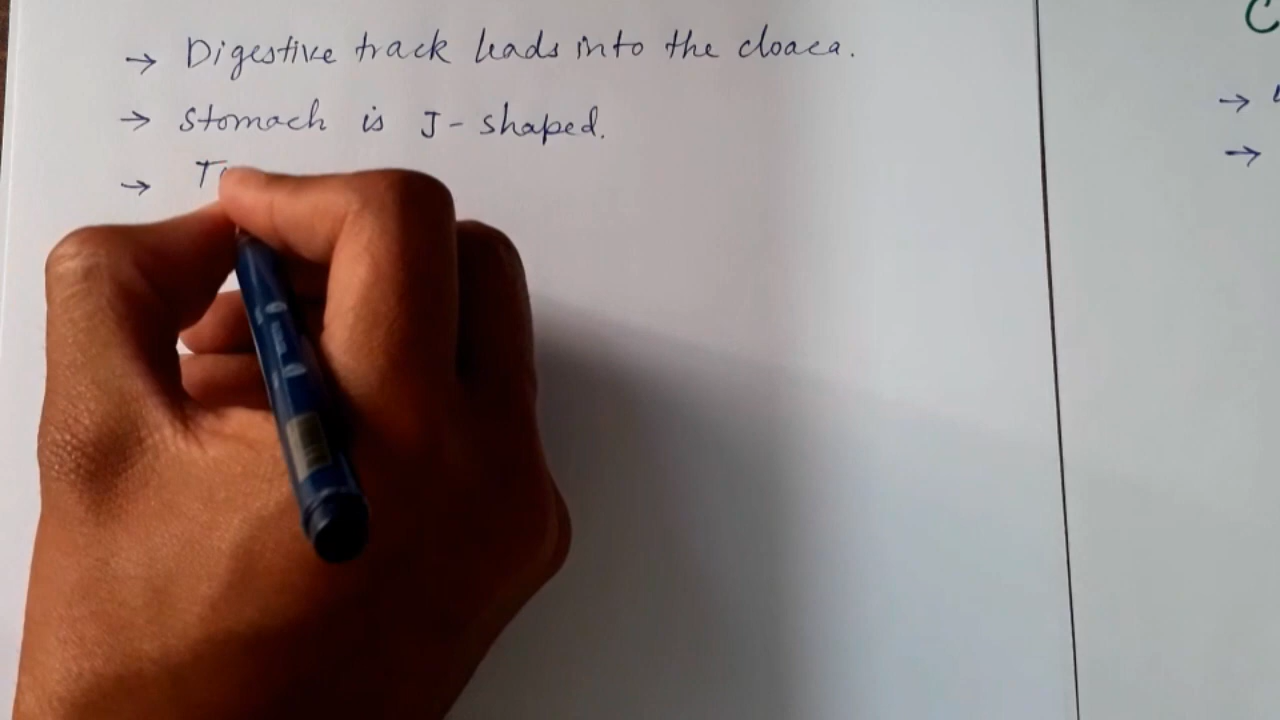 → Digestive track leads into the cloaca.
→ Stomach is J-shaped.
→
C
→
→